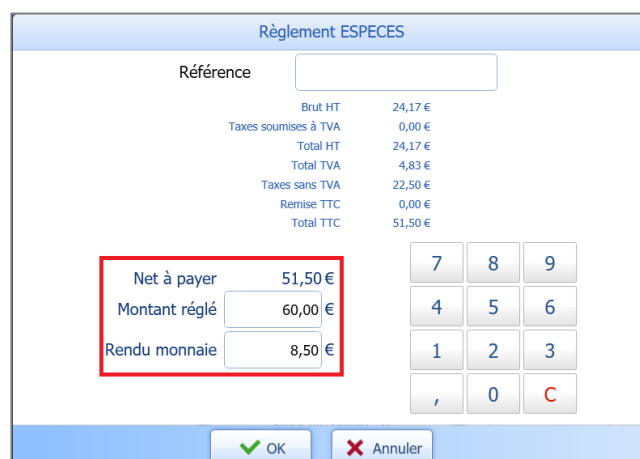 Règlement ESPECES
Référence
Brut HT 24,17 €
Taxes soumises à TVA 0,00 €
Total HT 24,17 €
Total TVA 4,83 €
Taxes sans TVA 22,50 €
Remise TTC 0,00 €
Total TTC 51,50 €
Net à payer 51,50 €
Montant réglé 60,00 €
Rendu monnaie 8,50 €
7 8 9
4 5 6
1 2 3
, 0 C
OK Annuler